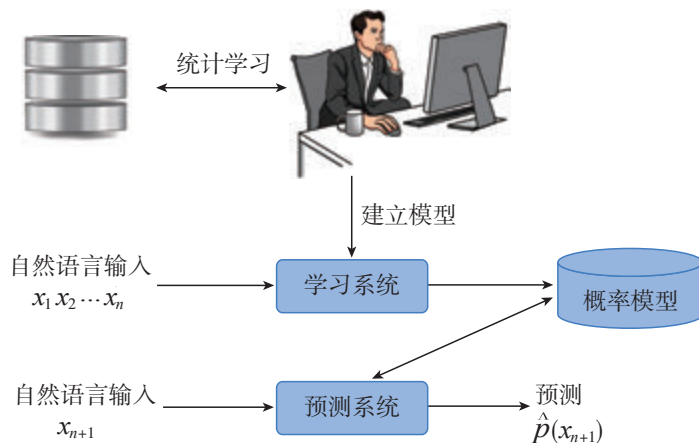 统计学习
建立模型
自然语言输入
x₁x₂⋯xₙ
学习系统
概率模型
自然语言输入
xₙ₊₁
预测系统
预测
p̂(xₙ₊₁)